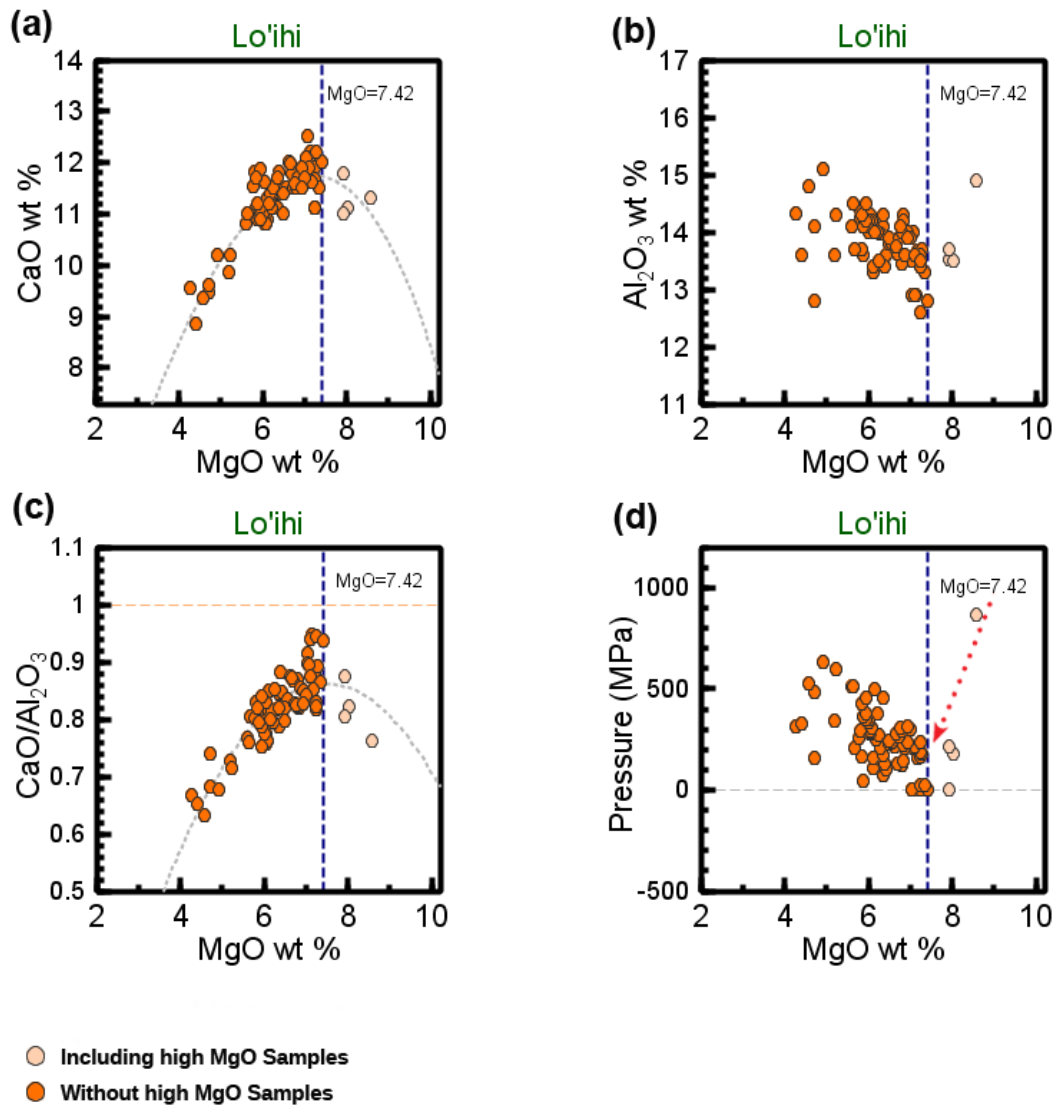 (a)
Lo'ihi
14
13
12
11
10
9
8
CaO wt %
MgO=7.42
2
4
6
8
10
MgO wt %
(b)
Lo'ihi
17
16
15
14
13
12
11
Al₂O₃ wt %
MgO=7.42
2
4
6
8
10
MgO wt %
(c)
Lo'ihi
1.1
1
0.9
0.8
0.7
0.6
0.5
CaO/Al₂O₃
MgO=7.42
2
4
6
8
10
MgO wt %
(d)
Lo'ihi
1000
500
0
-500
Pressure (MPa)
MgO=7.42
2
4
6
8
10
MgO wt %
Including high MgO Samples
Without high MgO Samples